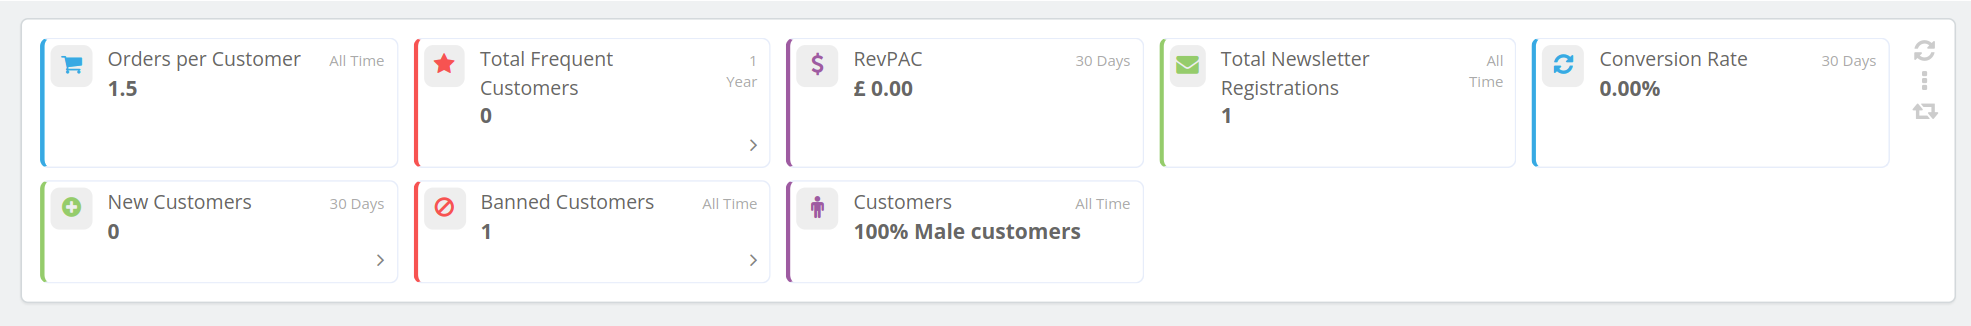 Orders per Customer
All Time
1.5
Total Frequent
Customers
1
Year
0
RevPAC
30 Days
£ 0.00
Total Newsletter
Registrations
All
Time
1
Conversion Rate
30 Days
0.00%
New Customers
30 Days
0
Banned Customers
All Time
1
Customers
All Time
100% Male customers